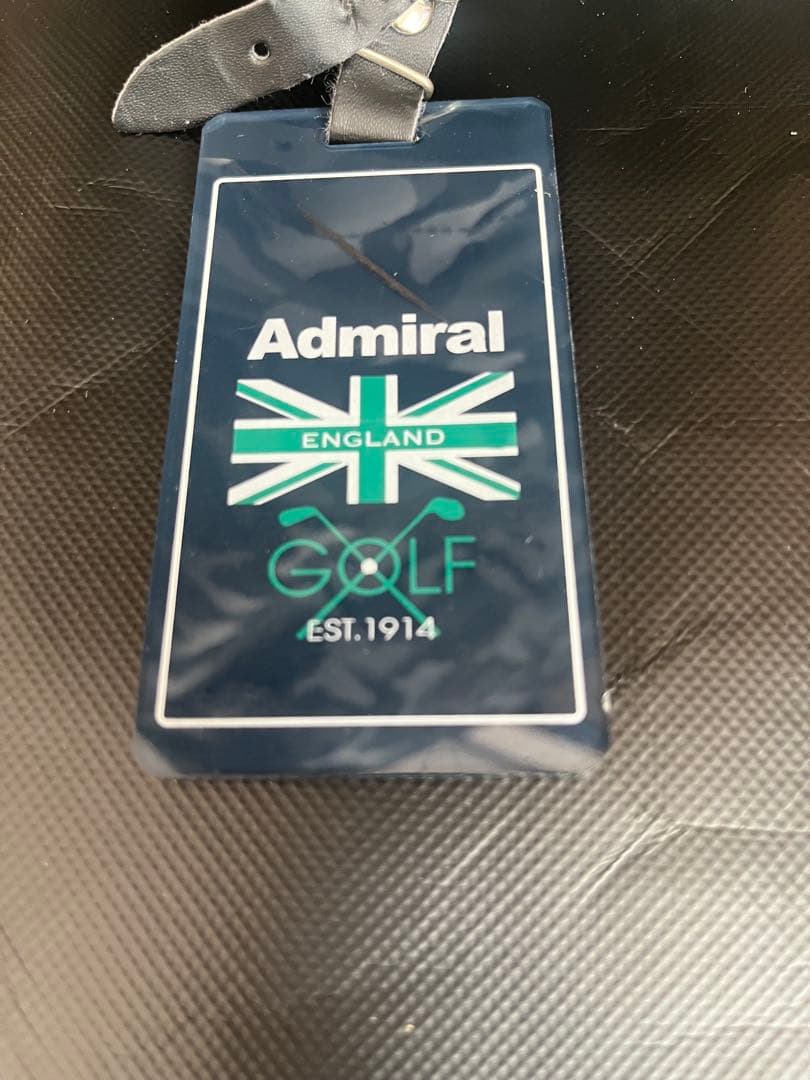 Admiral
ENGLAND
GOLF
EST.1914